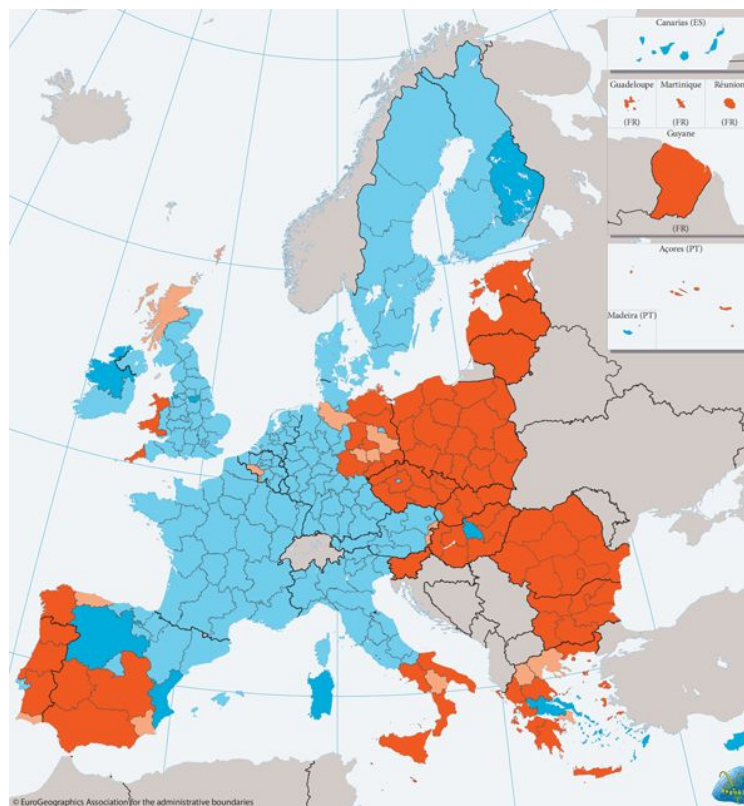 Canarias (ES)
Guadeloupe Martinique Réunion
(FR) (FR) (FR)
Guyane
(FR)
Açores (PT)
Madeira (PT)
© EuroGeographics Association for the administrative boundaries